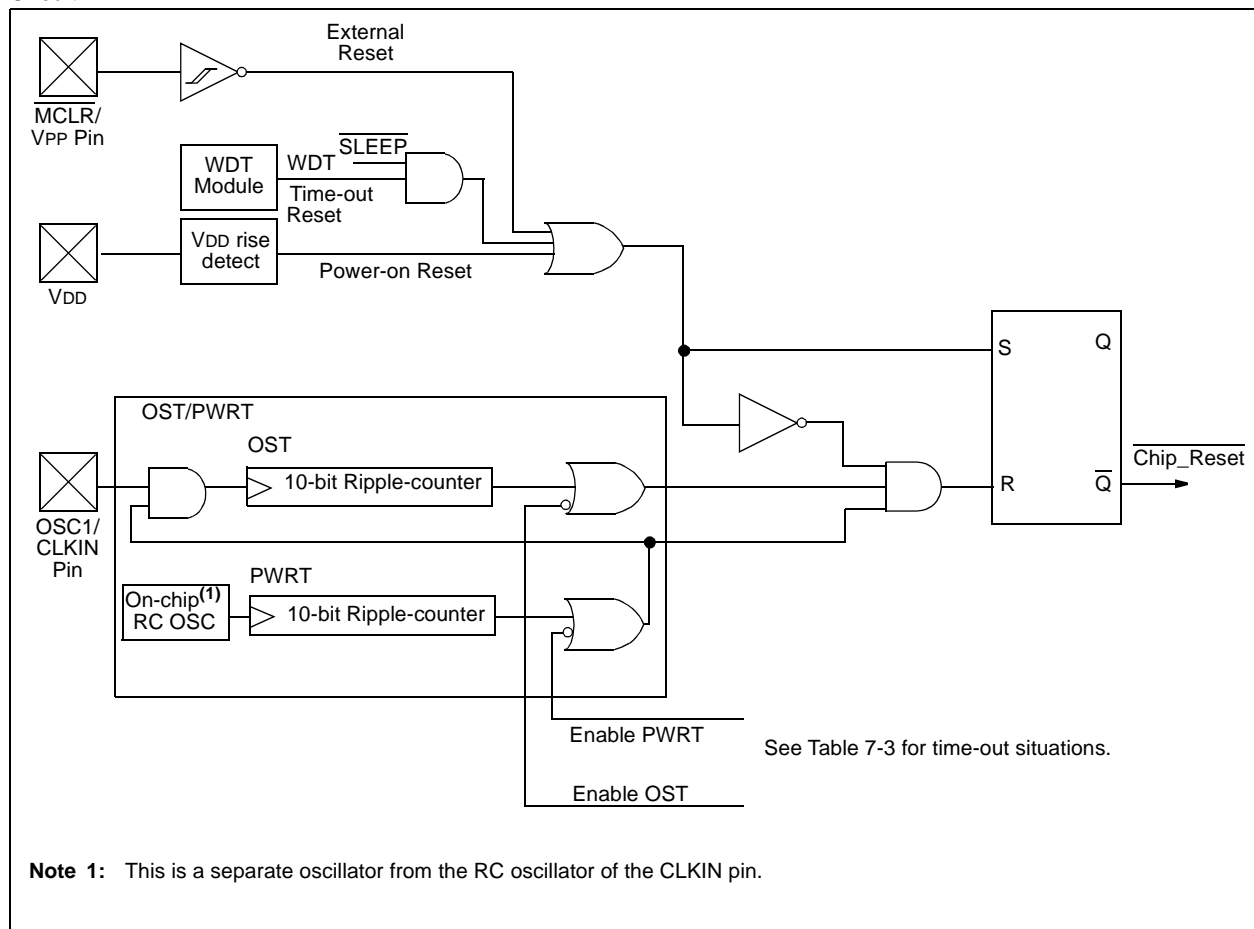 External
Reset
MCLR/
VPP Pin
SLEEP
WDT
Module
WDT
Time-out
Reset
VDD rise
detect
Power-on Reset
VDD
S
Q
OST/PWRT
OST
10-bit Ripple-counter
Chip_Reset
R
Q
OSC1/
CLKIN
Pin
PWRT
On-chip(1)
RC OSC
10-bit Ripple-counter
Enable PWRT
See Table 7-3 for time-out situations.
Enable OST
Note 1: This is a separate oscillator from the RC oscillator of the CLKIN pin.